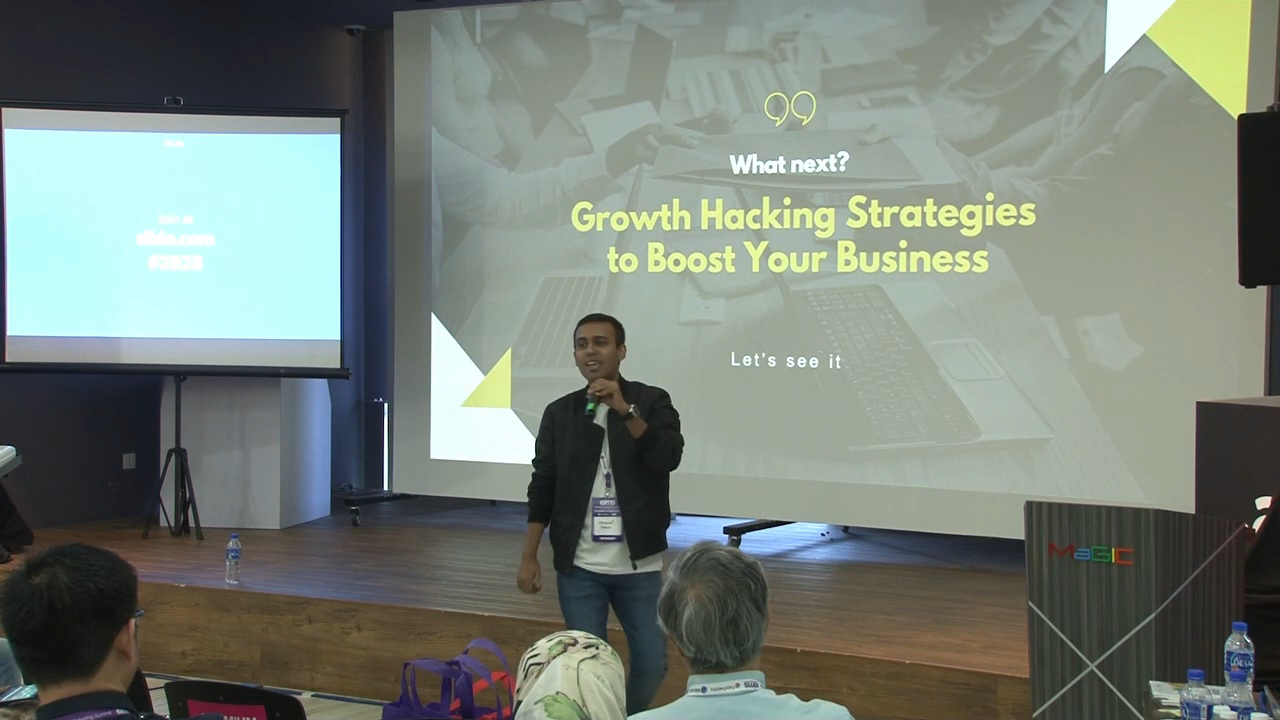 What next?
Growth Hacking Strategies
to Boost Your Business
Let's see it
slido.com
#2828
MaGIC